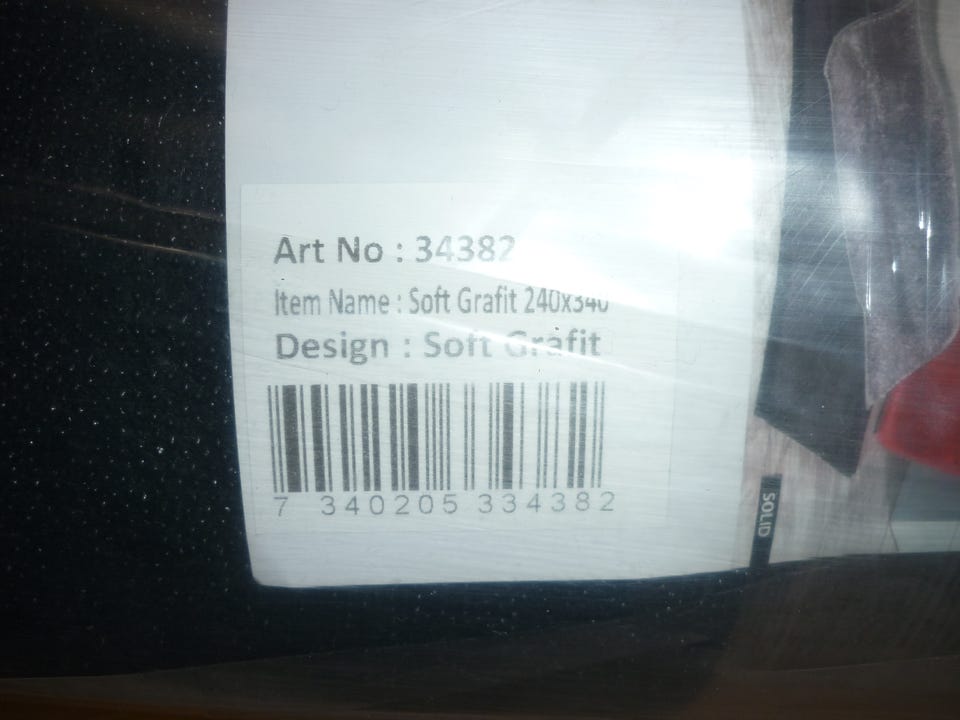 Art No : 34382
Item Name : Soft Grafit 240x340
Design : Soft Grafit
7 340205 334382
SOLID